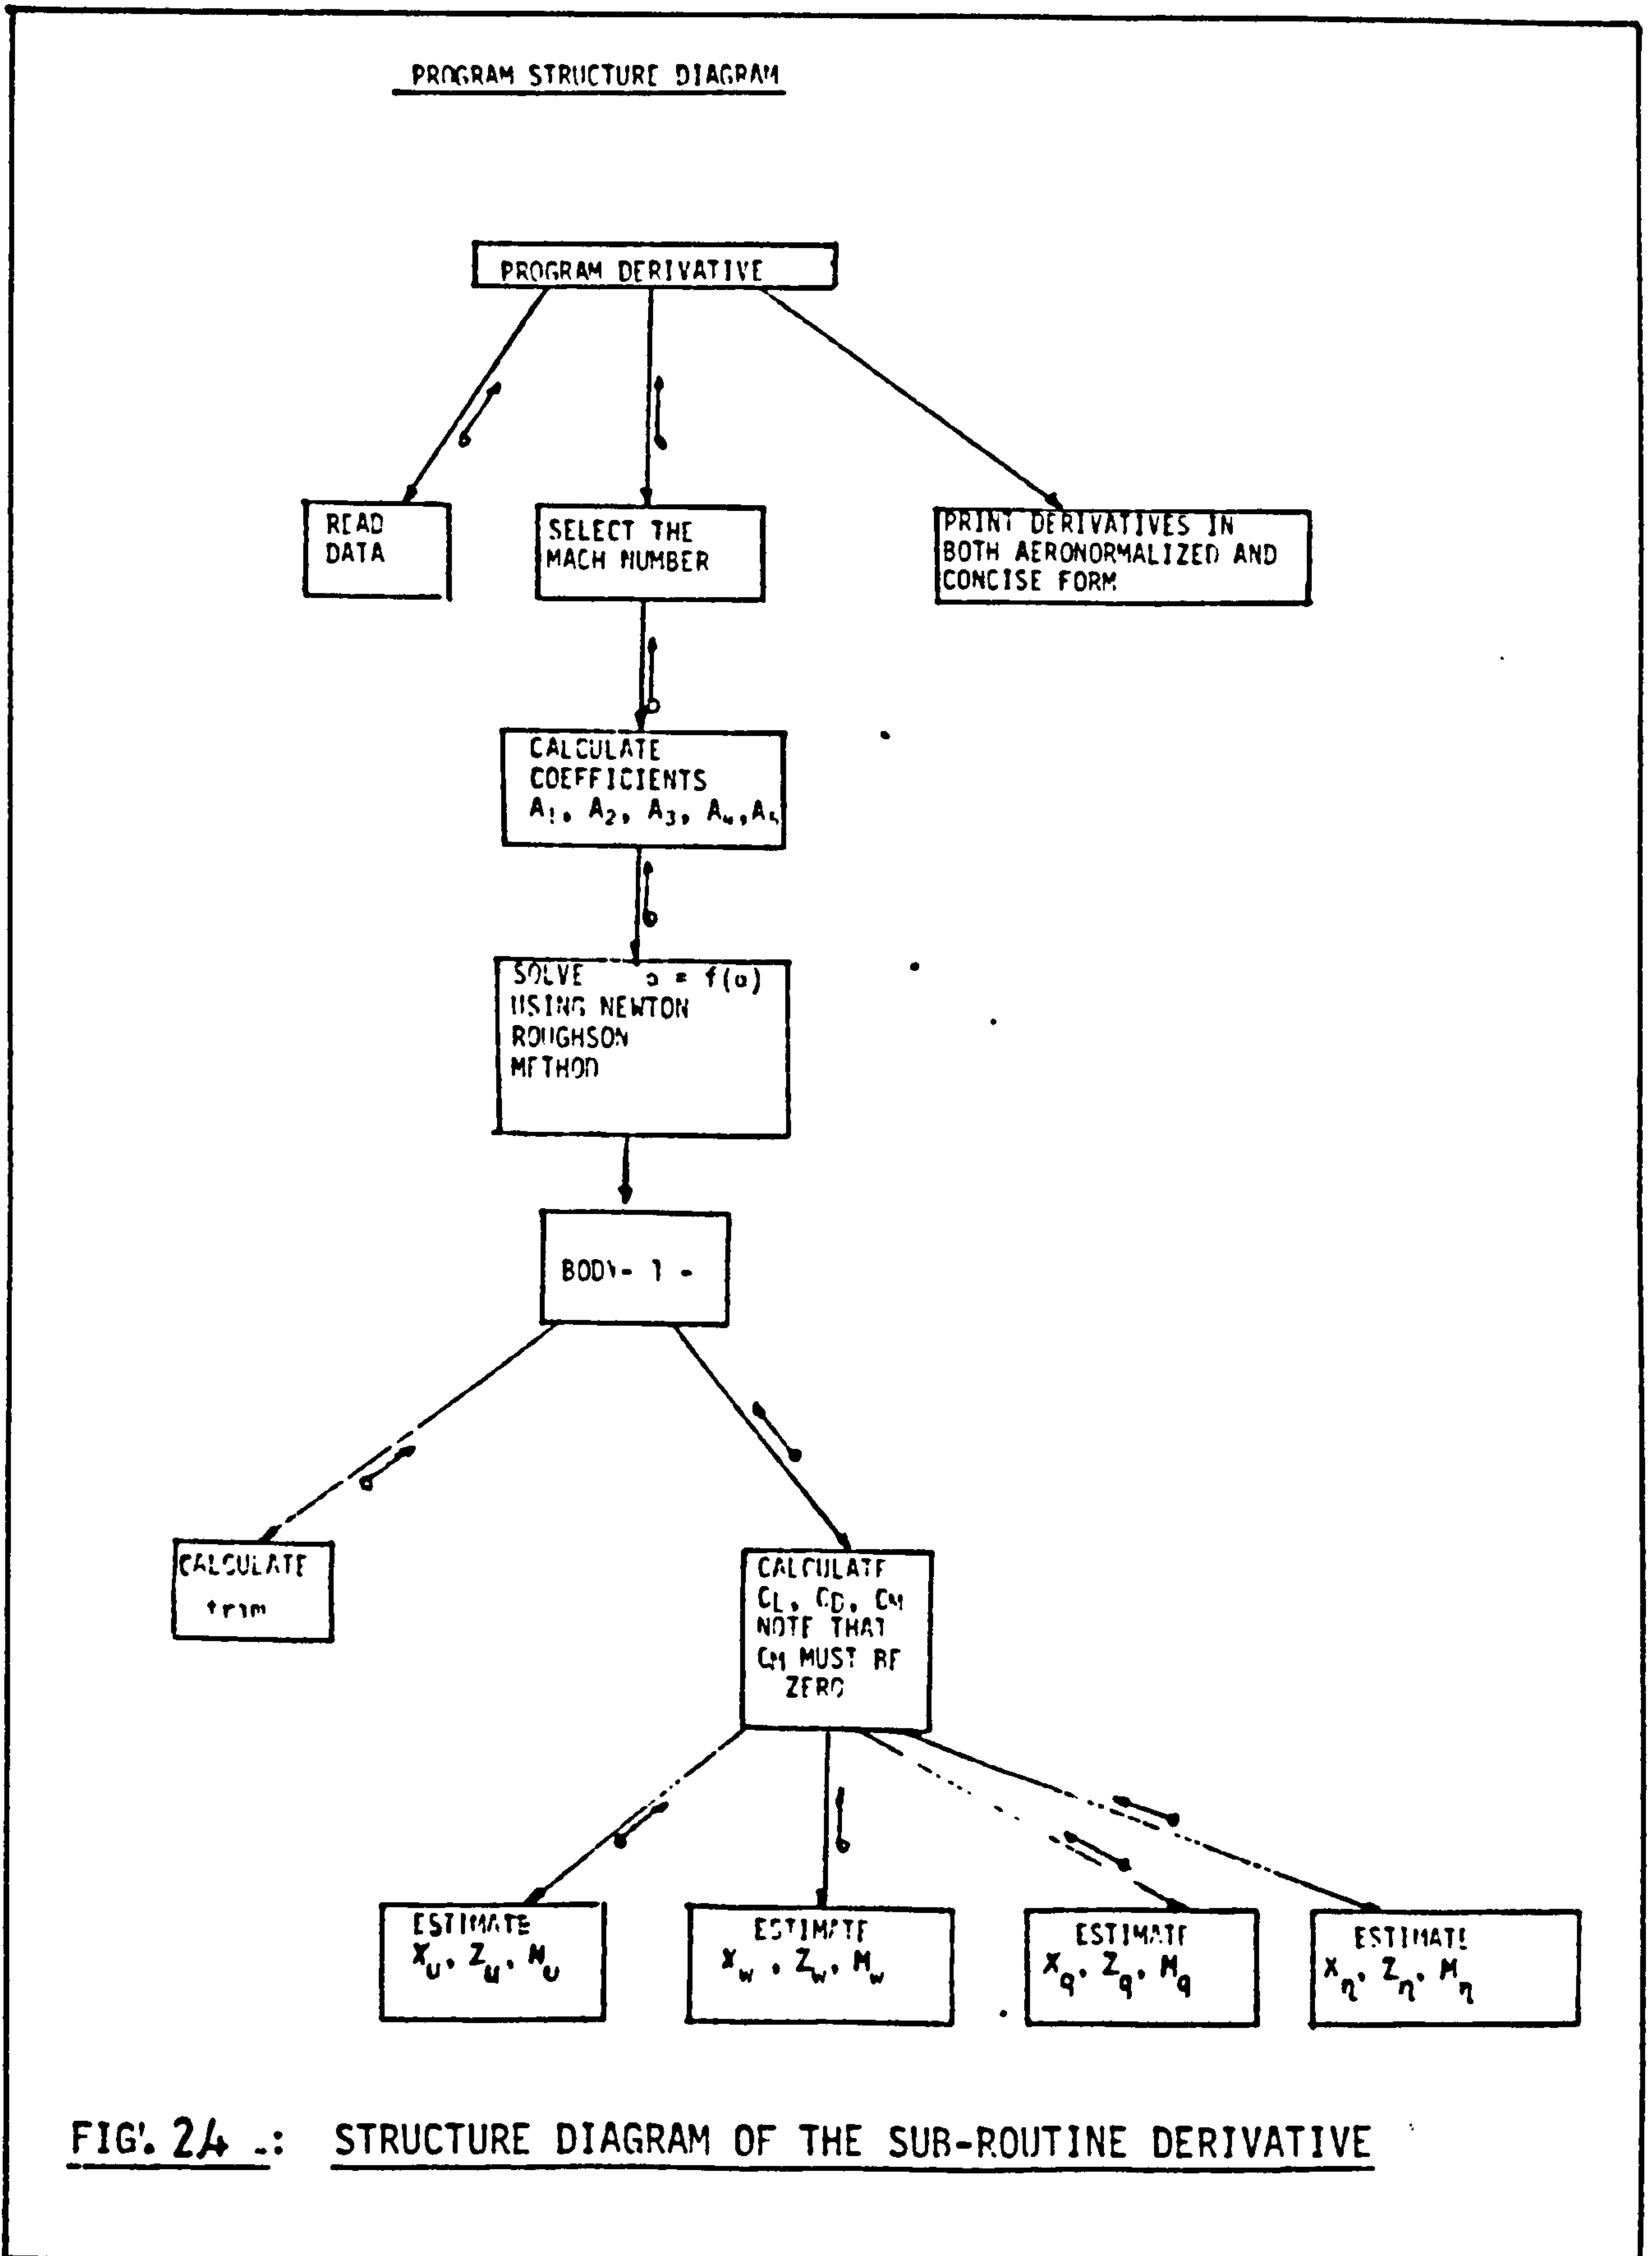 PROGRAM STRUCTURE DIAGRAM
PROGRAM DERIVATIVE
READ
DATA
SELECT THE
MACH NUMBER
PRINT DERIVATIVES IN
BOTH AERONORMALIZED AND
CONCISE FORM
CALCULATE
COEFFICIENTS
A₁, A₂, A₃, A₄, A₅
SOLVE = f(α)
USING NEWTON
ROUGHSON
METHOD
BODY- 1 -
CALCULATE
trim
CALCULATE
CL, CD, CM
NOTE THAT
CM MUST BE
ZERO
ESTIMATE
Xu, Zu, Mu
ESTIMATE
Xw, Zw, Mw
ESTIMATE
Xq, Zq, Mq
ESTIMATE
Xη, Zη, Mη
FIG. 24 -: STRUCTURE DIAGRAM OF THE SUB-ROUTINE DERIVATIVE